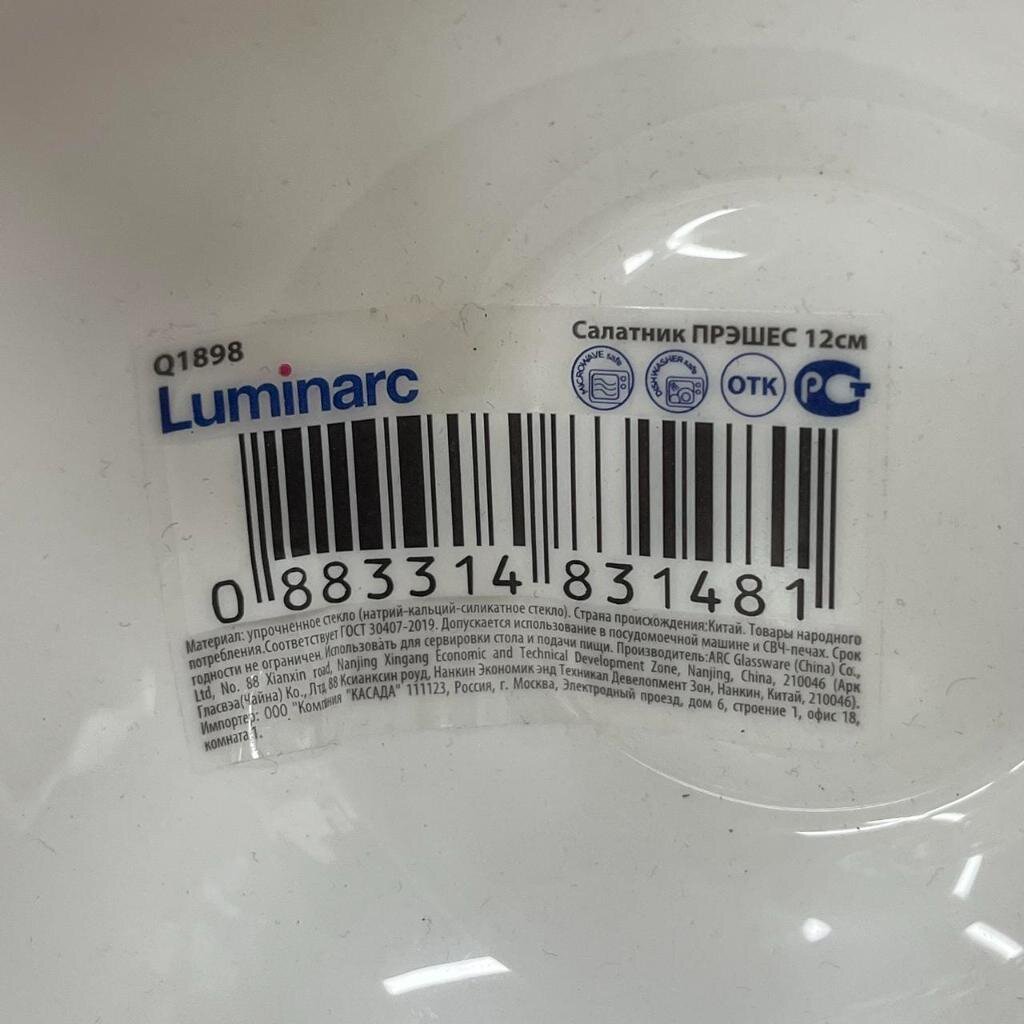 Q1898
Luminarc
Салатник ПРЭШЕС 12см
MICROWAVE safe
DISHWASHER safe
ОТК
РСТ
0 883314 831481
Материал: упрочненное стекло (натрий-кальций-силикатное стекло). Страна происхождения:Китай. Товары народного
потребления.Соответствует ГОСТ 30407-2019. Допускается использование в посудомоечной машине и СВЧ-печах. Срок
годности не ограничен. Использовать для сервировки стола и подачи пищи. Производитель:ARC Glassware (China) Co.,
Ltd, No. 88 Xianxin road, Nanjing Xingang Economic and Technical Development Zone, Nanjing, China, 210046 (Арк
Гласвэа(Чайна) Ко., Лтд 88 Ксианксин роуд, Нанкин Экономик энд Техникал Девелопмент Зон, Нанкин, Китай, 210046).
Импортер: ООО "Компания "КАСАДА" 111123, Россия, г. Москва, Электродный проезд, дом 6, строение 1, офис 18,
комната 1.